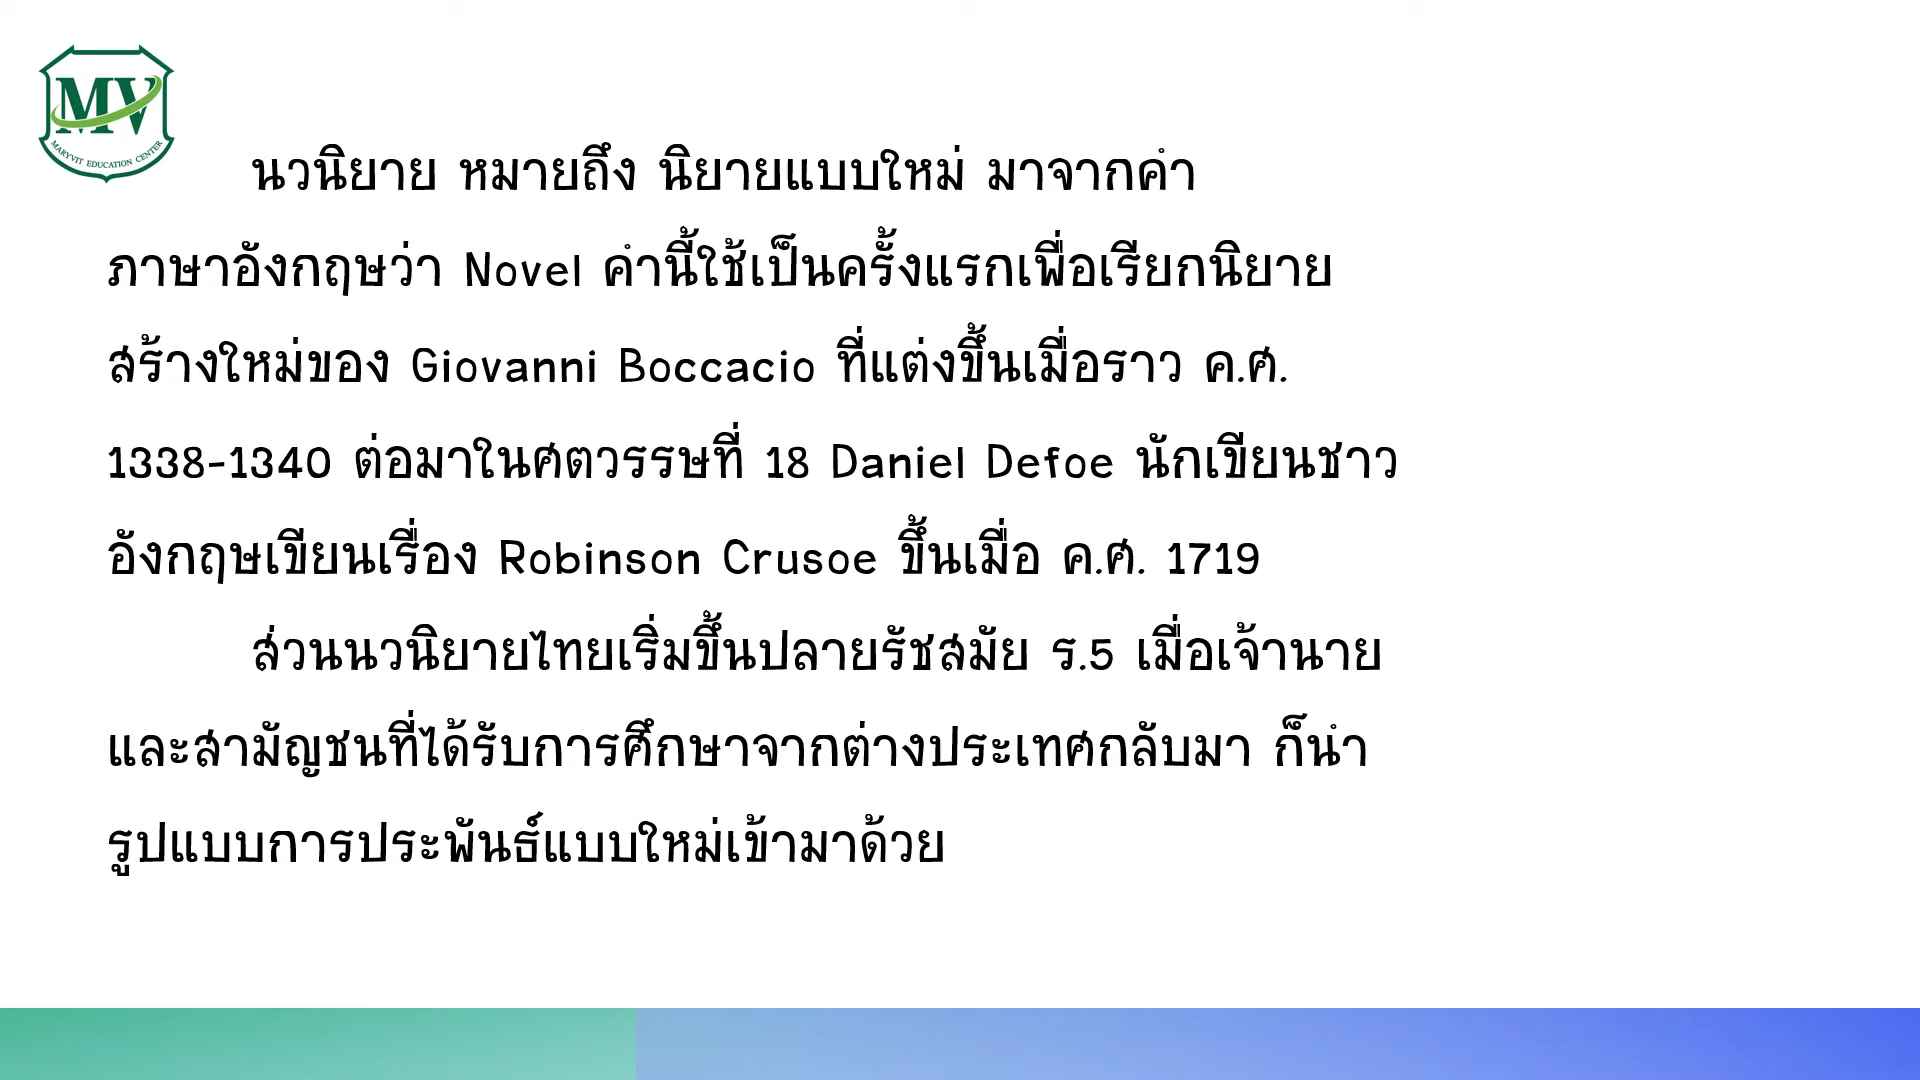 MV
MARYVIT EDUCATION CENTER
นวนิยาย หมายถึง นิยายแบบใหม่ มาจากคำ
ภาษาอังกฤษว่า Novel คำนี้ใช้เป็นครั้งแรกเพื่อเรียกนิยาย
สร้างใหม่ของ Giovanni Boccacio ที่แต่งขึ้นเมื่อราว ค.ศ.
1338-1340 ต่อมาในศตวรรษที่ 18 Daniel Defoe นักเขียนชาว
อังกฤษเขียนเรื่อง Robinson Crusoe ขึ้นเมื่อ ค.ศ. 1719
ส่วนนวนิยายไทยเริ่มขึ้นปลายรัชสมัย ร.5 เมื่อเจ้านาย
และสามัญชนที่ได้รับการศึกษาจากต่างประเทศกลับมา ก็นำ
รูปแบบการประพันธ์แบบใหม่เข้ามาด้วย